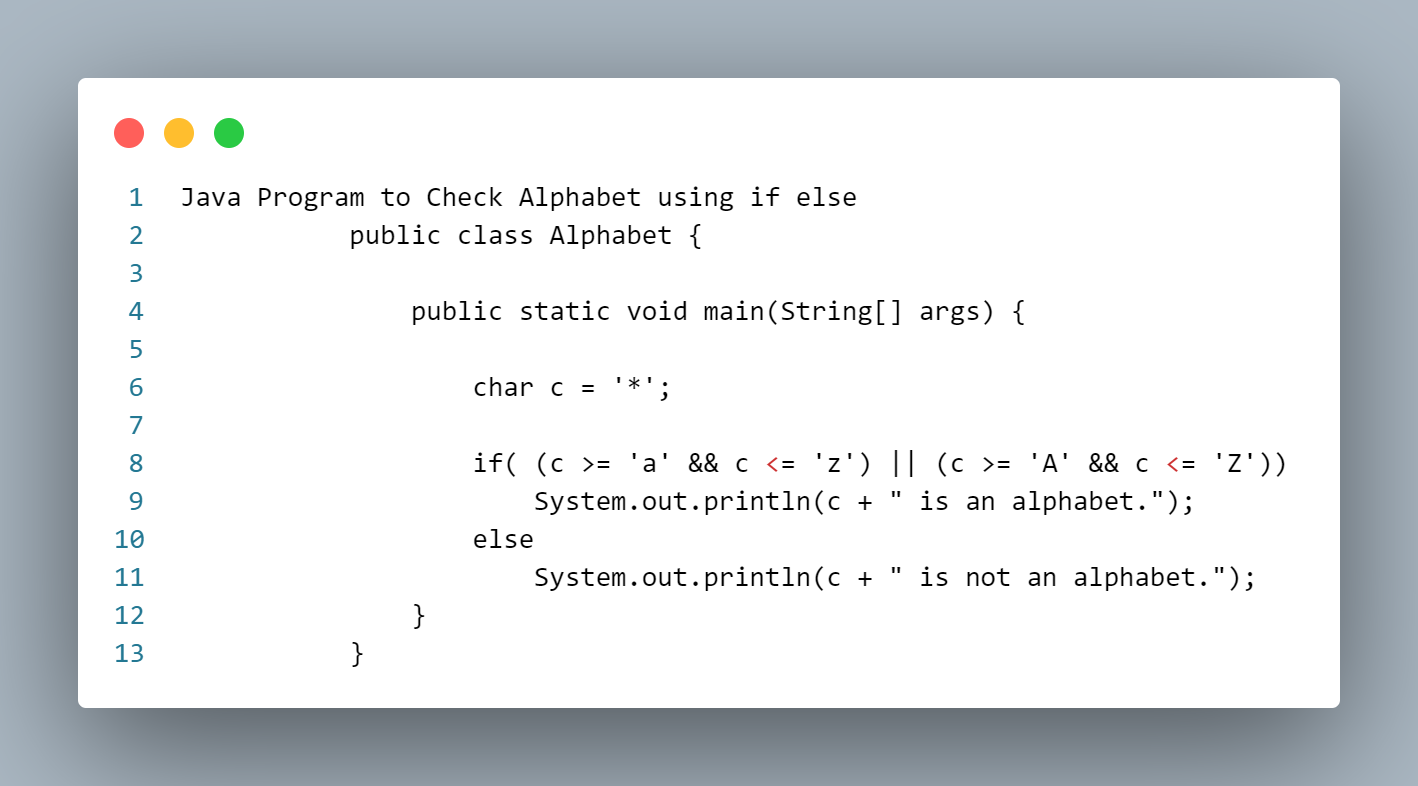 1 Java Program to Check Alphabet using if else
2 public class Alphabet {
3
4 public static void main(String[] args) {
5
6 char c = '*';
7
8 if( (c >= 'a' && c <= 'z') || (c >= 'A' && c <= 'Z'))
9 System.out.println(c + " is an alphabet.");
10 else
11 System.out.println(c + " is not an alphabet.");
12 }
13 }